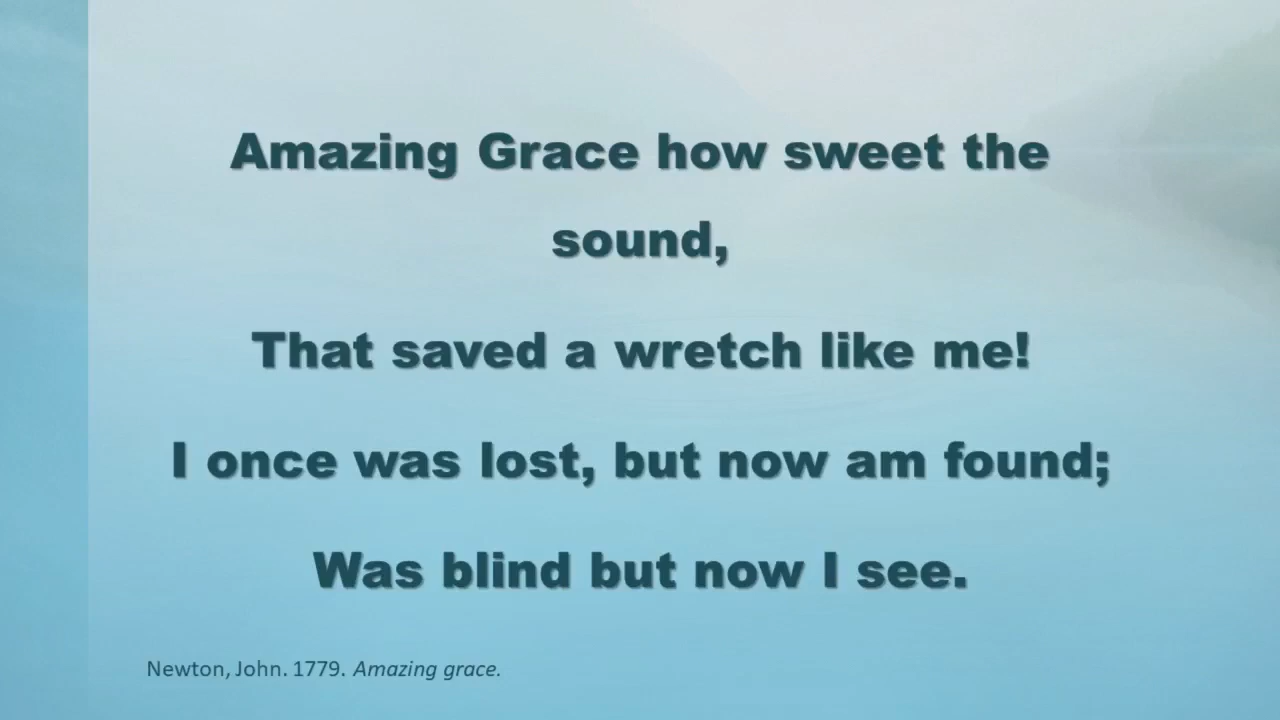 Amazing Grace how sweet the
sound,
That saved a wretch like me!
I once was lost, but now am found;
Was blind but now I see.
Newton, John. 1779. Amazing grace.